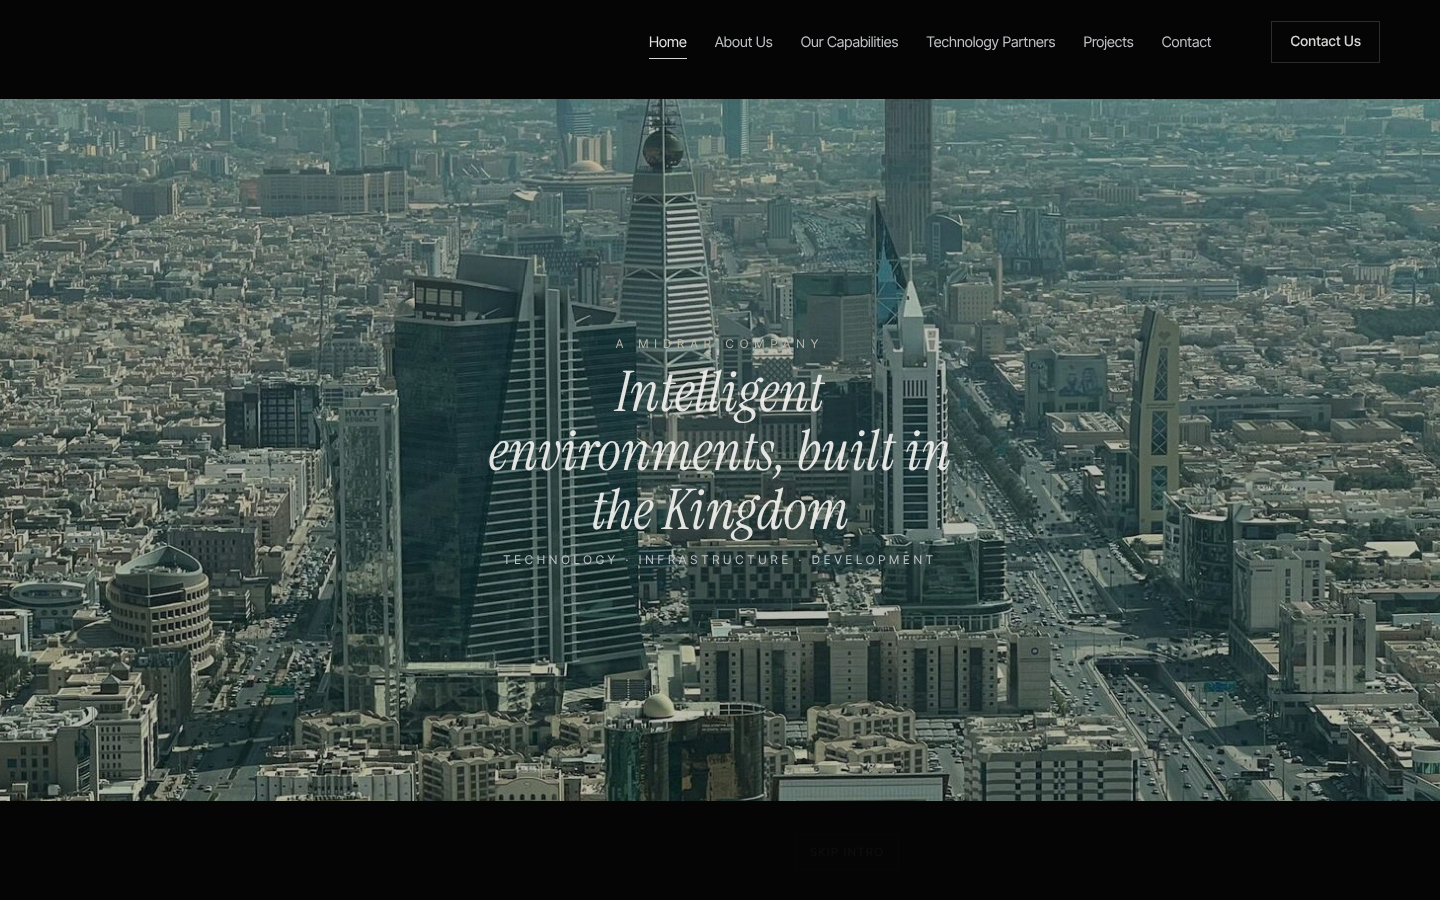 Home
About Us
Our Capabilities
Technology Partners
Projects
Contact
Contact Us
HYATT
A MIDRAR COMPANY
Intelligent
environments, built in
the Kingdom
TECHNOLOGY · INFRASTRUCTURE · DEVELOPMENT
SKIP INTRO